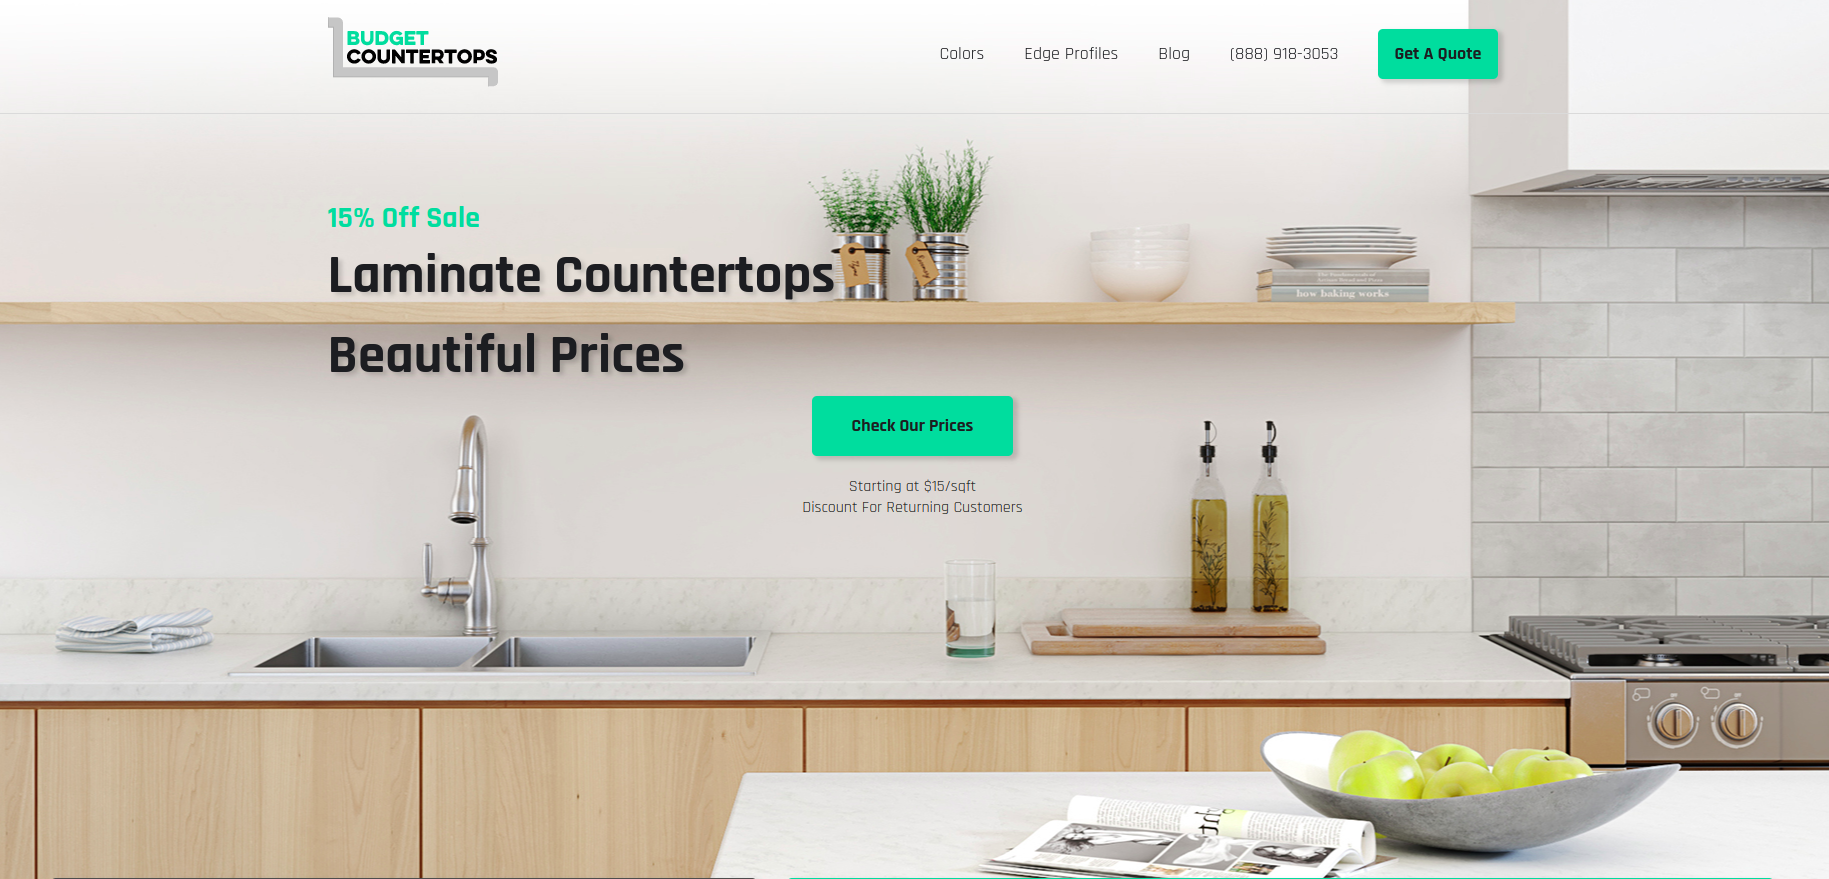 BUDGET
COUNTERTOPS
Colors
Edge Profiles
Blog
(888) 918-3053
Get A Quote
15% Off Sale
Laminate Countertops
Beautiful Prices
how baking works
Check Our Prices
Starting at $15/sqft
Discount For Returning Customers